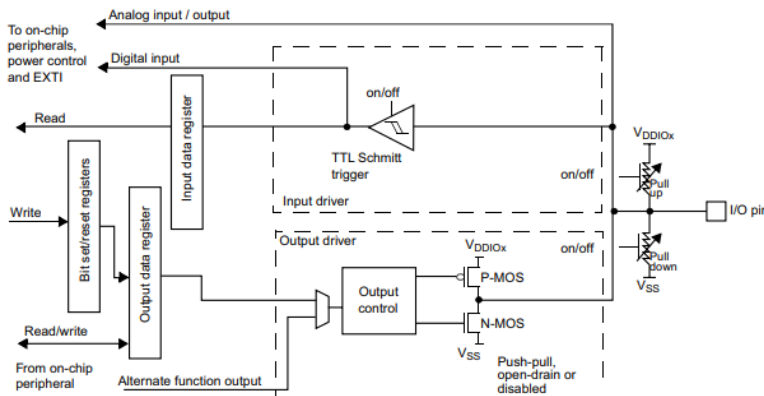 Analog input / output
To on-chip
peripherals,
power control
and EXTI
Digital input
on/off
Read
Input data register
TTL Schmitt
trigger
Input driver
on/off
VDDIOx
Pull
up
I/O pin
Write
Bit set/reset registers
Output data register
Output driver
VDDIOx
on/off
P-MOS
Output
control
N-MOS
VSS
Pull
down
VSS
Read/write
From on-chip
peripheral
Alternate function output
Push-pull,
open-drain or
disabled